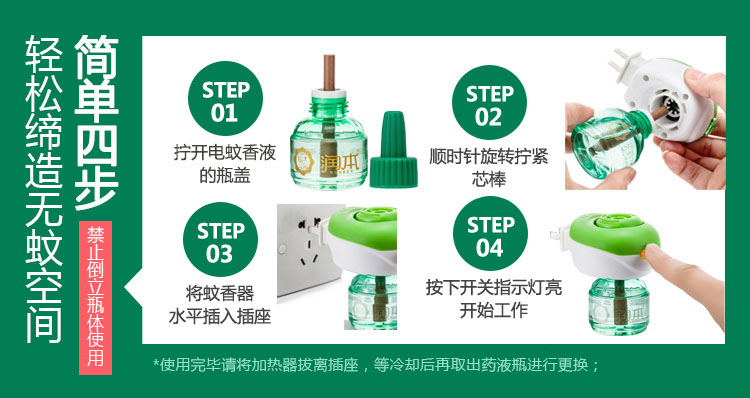 简单四步
轻松缔造无蚊空间
禁止倒立瓶体使用
STEP
01
拧开电蚊香液
的瓶盖
润本
STEP
02
顺时针旋转拧紧
芯棒
STEP
03
将蚊香器
水平插入插座
STEP
04
按下开关指示灯亮
开始工作
*使用完毕请将加热器拔离插座，等冷却后再取出药液瓶进行更换；